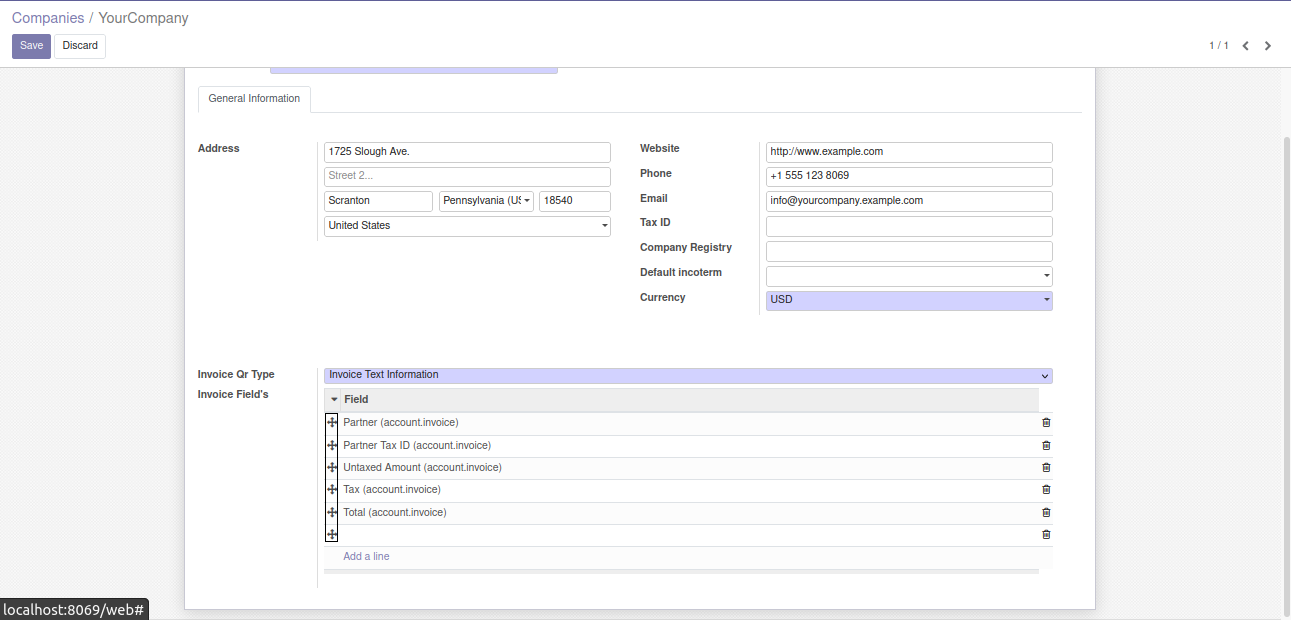 Companies / YourCompany
Save Discard
1 / 1
General Information
Address
1725 Slough Ave.
Street 2...
Scranton Pennsylvania (US 18540
United States
Website http://www.example.com
Phone +1 555 123 8069
Email info@yourcompany.example.com
Tax ID
Company Registry
Default incoterm
Currency USD
Invoice Qr Type Invoice Text Information
Invoice Field's
Field
Partner (account.invoice)
Partner Tax ID (account.invoice)
Untaxed Amount (account.invoice)
Tax (account.invoice)
Total (account.invoice)
Add a line
localhost:8069/web#